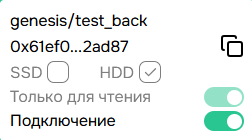 genesis/test_back
0x61ef0...2ad87
SSD HDD
Только для чтения
Подключение